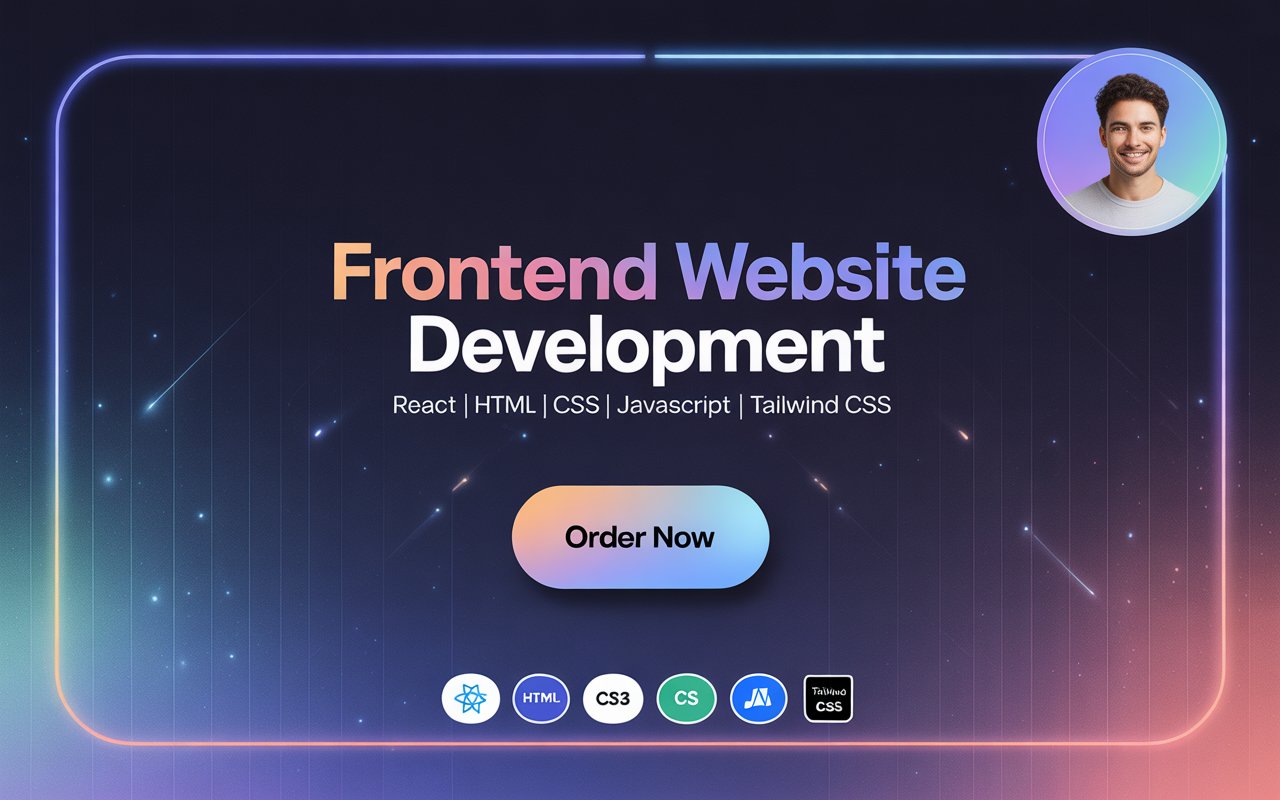 Frontend Website
Development
React | HTML | CSS | Javascript | Tailwind CSS
Order Now
HTML
CS3
CS
Tailwind
CSS